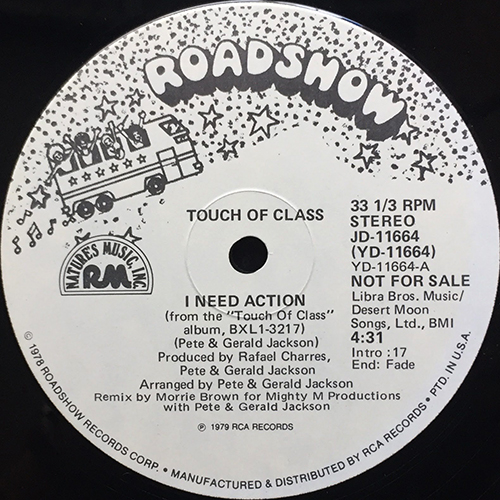 ROADSHOW
NATURE'S MUSIC, INC.
RM
TOUCH OF CLASS
33 1/3 RPM
STEREO
JD-11664
(YD-11664)
YD-11664-A
NOT FOR SALE
Libra Bros. Music/
Desert Moon
Songs, Ltd., BMI
4:31
Intro : 17
End: Fade
I NEED ACTION
(from the "Touch Of Class"
album, BXL1-3217)
(Pete & Gerald Jackson)
Produced by Rafael Charres,
Pete & Gerald Jackson
Arranged by Pete & Gerald Jackson
Remix by Morrie Brown for Mighty M Productions
with Pete & Gerald Jackson
℗ 1979 RCA RECORDS
© 1978 ROADSHOW RECORDS CORP. • MANUFACTURED & DISTRIBUTED BY RCA RECORDS • PTD. IN U.S.A.